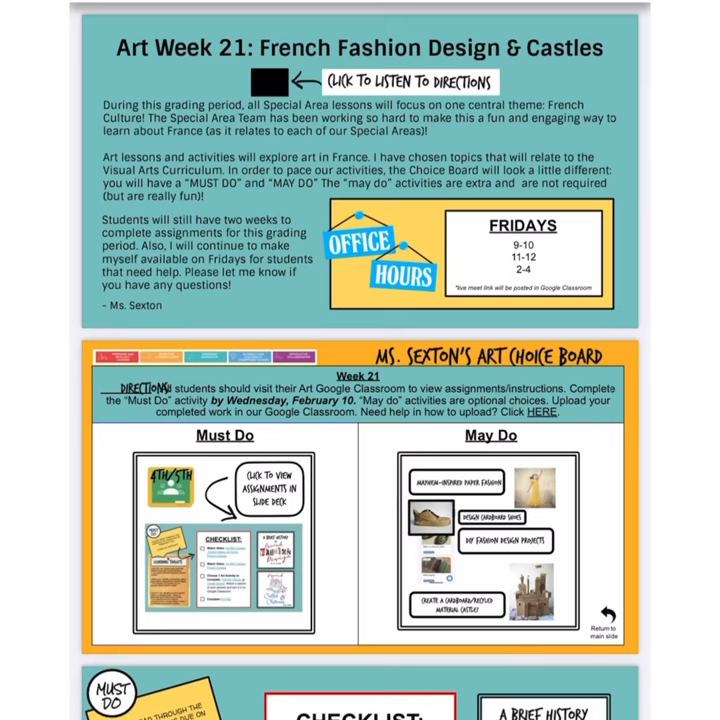 Art Week 21: French Fashion Design & Castles
CLICK TO LISTEN TO DIRECTIONS
During this grading period, all Special Area lessons will focus on one central theme: French
Culture! The Special Area Team has been working so hard to make this a fun and engaging way to
learn about France (as it relates to each of our Special Areas)!
Art lessons and activities will explore art in France. I have chosen topics that will relate to the
Visual Arts Curriculum. In order to pace our activities, the Choice Board will look a little different:
you will have a "MUST DO" and "MAY DO" The "may do" activities are extra and are not required
(but are really fun)!
Students will still have two weeks to
complete assignments for this grading
period. Also, I will continue to make
myself available on Fridays for students
that need help. Please let me know if
you have any questions!
- Ms. Sexton
OFFICE
HOURS
FRIDAYS
9-10
11-12
2-4
*live meet link will be posted in Google Classroom
MS. SEXTON'S ART CHOICE BOARD
Week 21
DIRECTIONS: students should visit their Art Google Classroom to view assignments/instructions. Complete
the "Must Do" activity by Wednesday, February 10. "May do" activities are optional choices. Upload your
completed work in our Google Classroom. Need help in how to upload? Click HERE.
Must Do
4TH/5TH
CLICK TO VIEW
ASSIGNMENTS IN
SLIDE DECK
MUST
DO
CHECKLIST:
A BRIEF HISTORY
May Do
MAYHEM-INSPIRED PAPER FASHION
DESIGN CARDBOARD SHOES
DIY FASHION DESIGN PROJECTS
CREATE A CARDBOARD/RECYCLED
MATERIAL CASTLE!
Return to
main slide
MUST
DO
THROUGH THE
DUE ON
CHECKLIST:
A BRIEF HISTORY